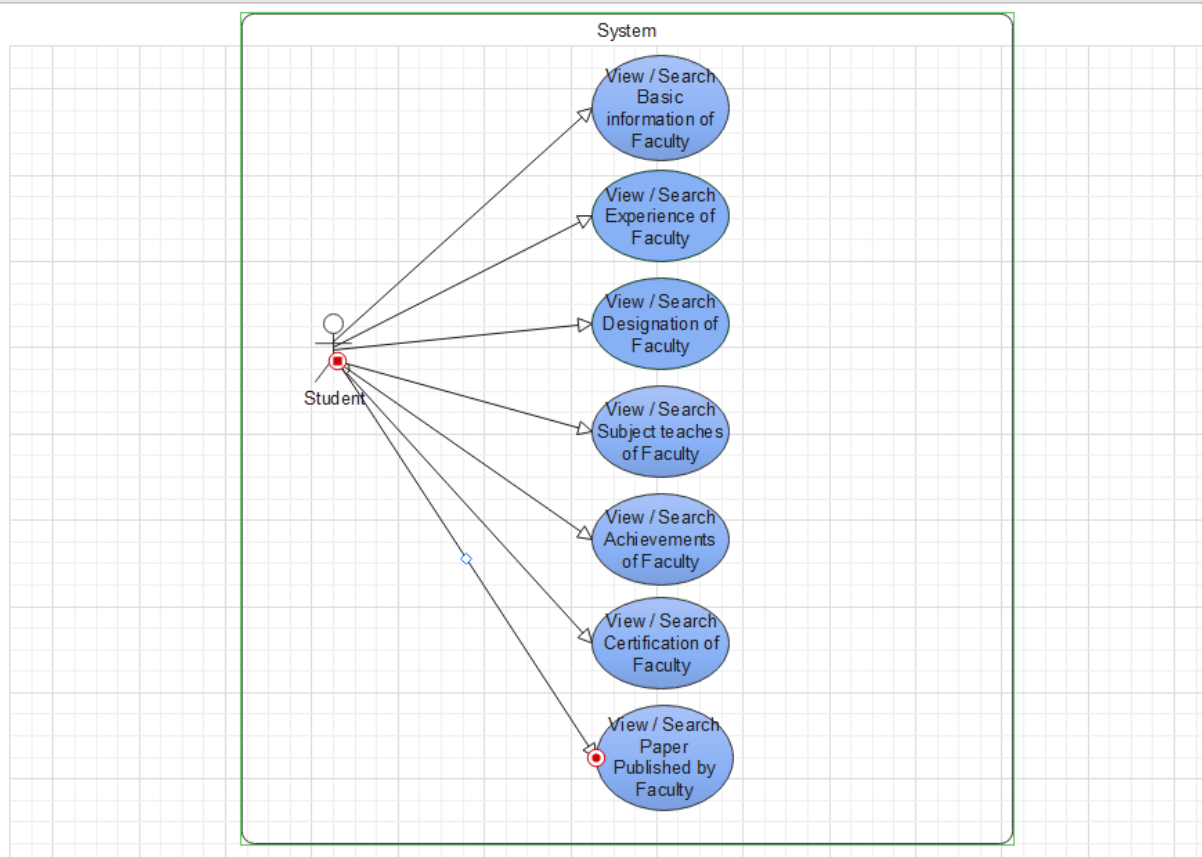 System
View / Search
Basic
information of
Faculty
View / Search
Experience of
Faculty
View / Search
Designation of
Faculty
Student
View / Search
Subject teaches
of Faculty
View / Search
Achievements
of Faculty
View / Search
Certification of
Faculty
View / Search
Paper
Published by
Faculty